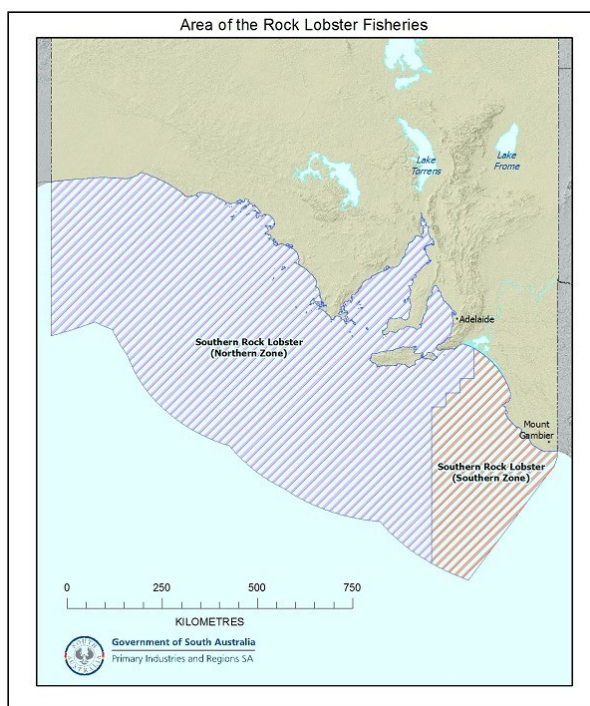 Area of the Rock Lobster Fisheries
Lake
Torrens
Lake
Frome
Adelaide
Southern Rock Lobster
(Northern Zone)
Mount
Gambier
Southern Rock Lobster
(Southern Zone)
0 250 500 750
KILOMETRES
Government of South Australia
Primary Industries and Regions SA